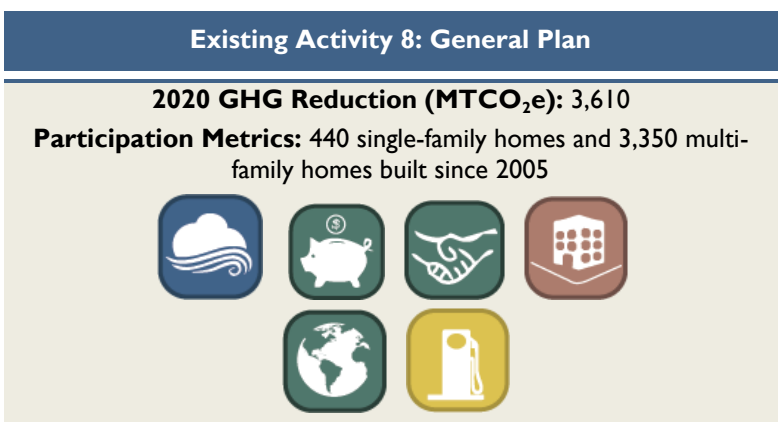 Existing Activity 8: General Plan
2020 GHG Reduction (MTCO₂e): 3,610
Participation Metrics: 440 single-family homes and 3,350 multi-
family homes built since 2005
$